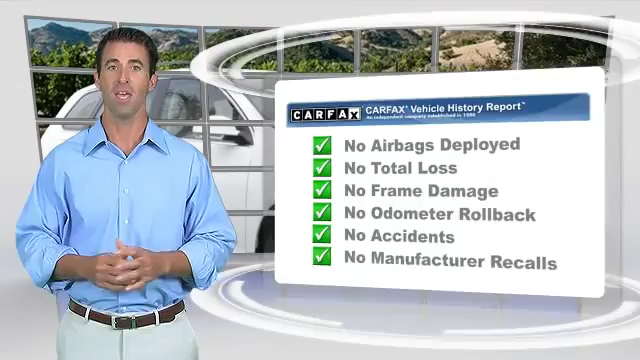 CARFAX CARFAX™ Vehicle History Report™
An independent company established in 1986
No Airbags Deployed
No Total Loss
No Frame Damage
No Odometer Rollback
No Accidents
No Manufacturer Recalls